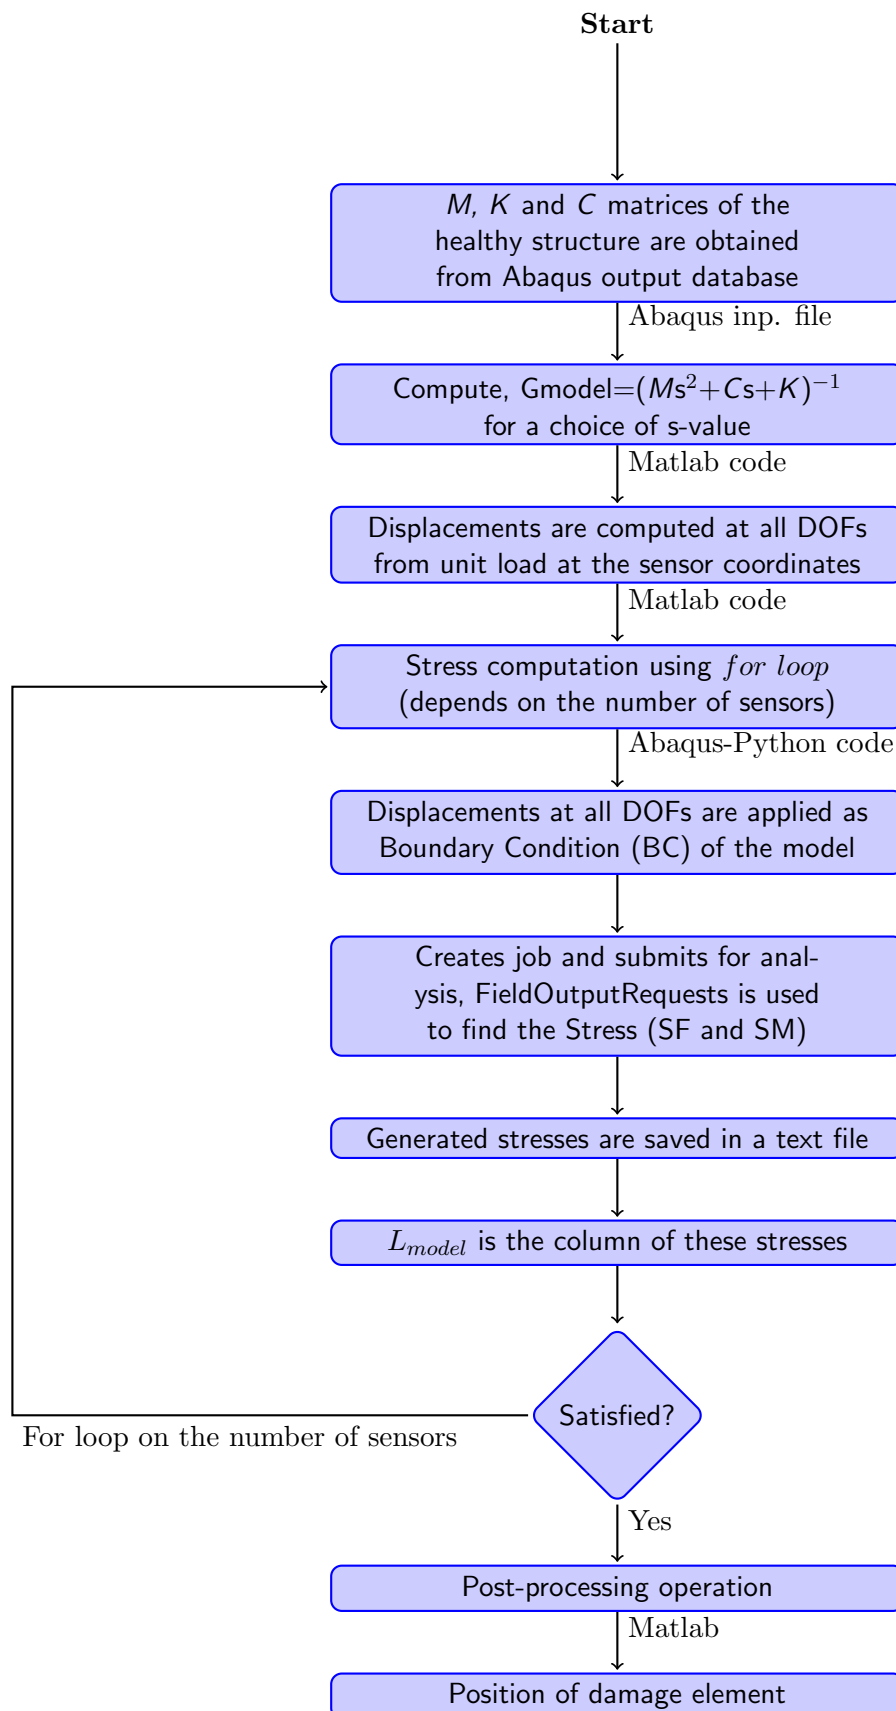 Start
M, K and C matrices of the
healthy structure are obtained
from Abaqus output database
Abaqus inp. file
Compute, Gmodel=(Ms²+Cs+K)⁻¹
for a choice of s-value
Matlab code
Displacements are computed at all DOFs
from unit load at the sensor coordinates
Matlab code
Stress computation using for loop
(depends on the number of sensors)
Abaqus-Python code
Displacements at all DOFs are applied as
Boundary Condition (BC) of the model
Creates job and submits for anal-
ysis, FieldOutputRequests is used
to find the Stress (SF and SM)
Generated stresses are saved in a text file
L_model is the column of these stresses
Satisfied?
For loop on the number of sensors
Yes
Post-processing operation
Matlab
Position of damage element